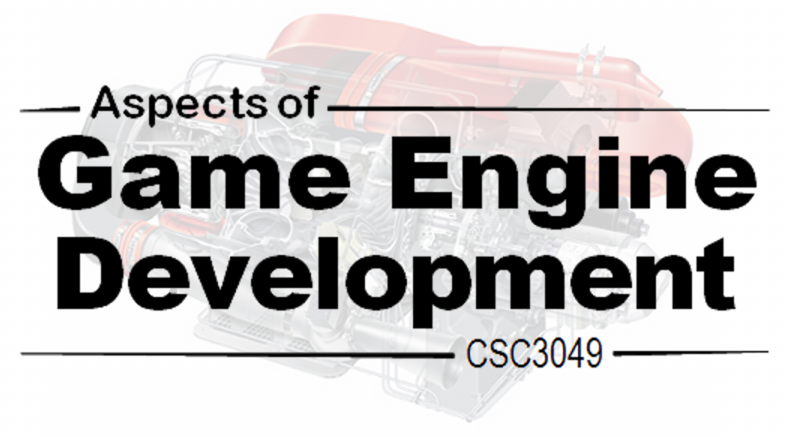 Aspects of
Game Engine
Development
CSC3049